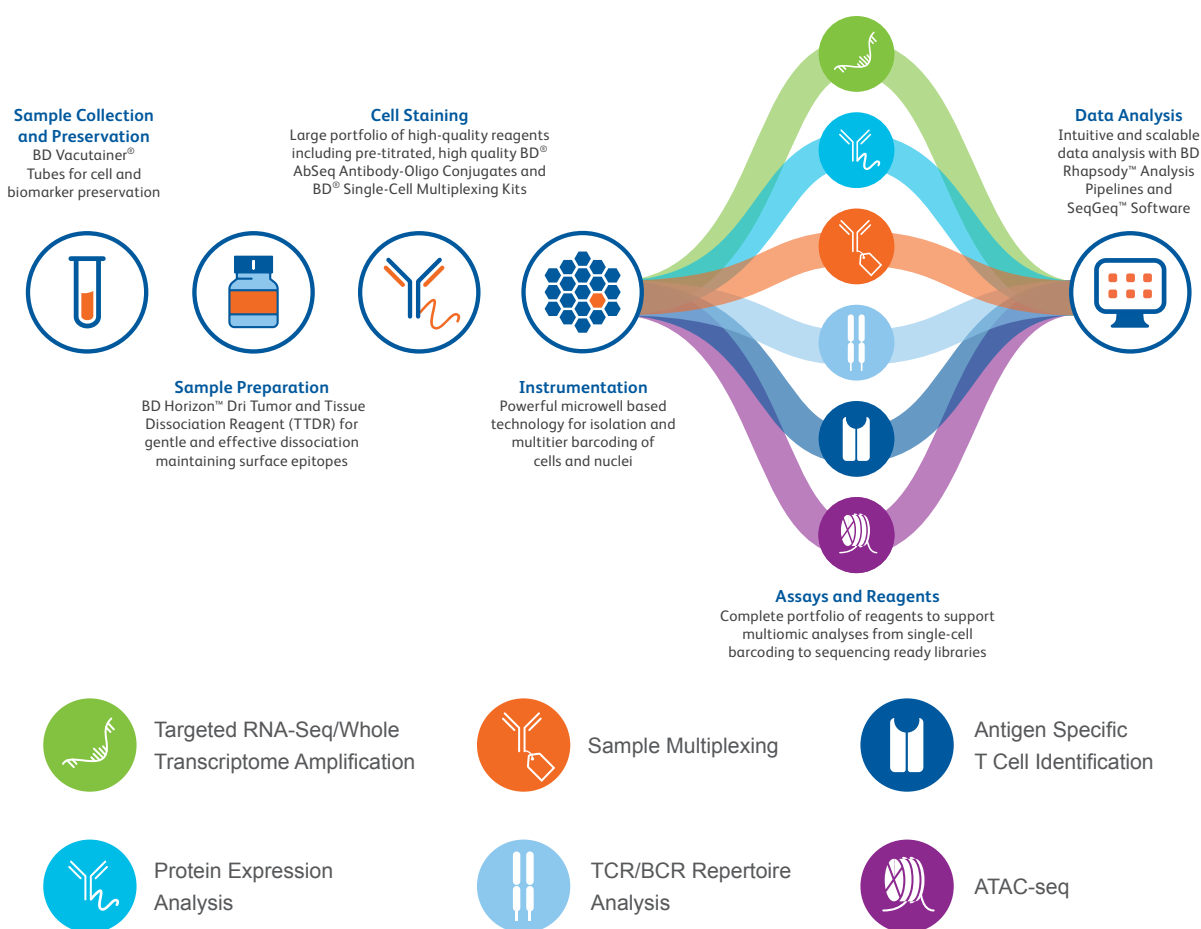 Sample Collection
and Preservation
BD Vacutainer®
Tubes for cell and
biomarker preservation
Cell Staining
Large portfolio of high-quality reagents
including pre-titrated, high quality BD®
AbSeq Antibody-Oligo Conjugates and
BD® Single-Cell Multiplexing Kits
Data Analysis
Intuitive and scalable
data analysis with BD
Rhapsody™ Analysis
Pipelines and
SeqGeq™ Software
Sample Preparation
BD Horizon™ Dri Tumor and Tissue
Dissociation Reagent (TTDR) for
gentle and effective dissociation
maintaining surface epitopes
Instrumentation
Powerful microwell based
technology for isolation and
multitier barcoding of
cells and nuclei
Assays and Reagents
Complete portfolio of reagents to support
multiomic analyses from single-cell
barcoding to sequencing ready libraries
Targeted RNA-Seq/Whole
Transcriptome Amplification
Sample Multiplexing
Antigen Specific
T Cell Identification
Protein Expression
Analysis
TCR/BCR Repertoire
Analysis
ATAC-seq